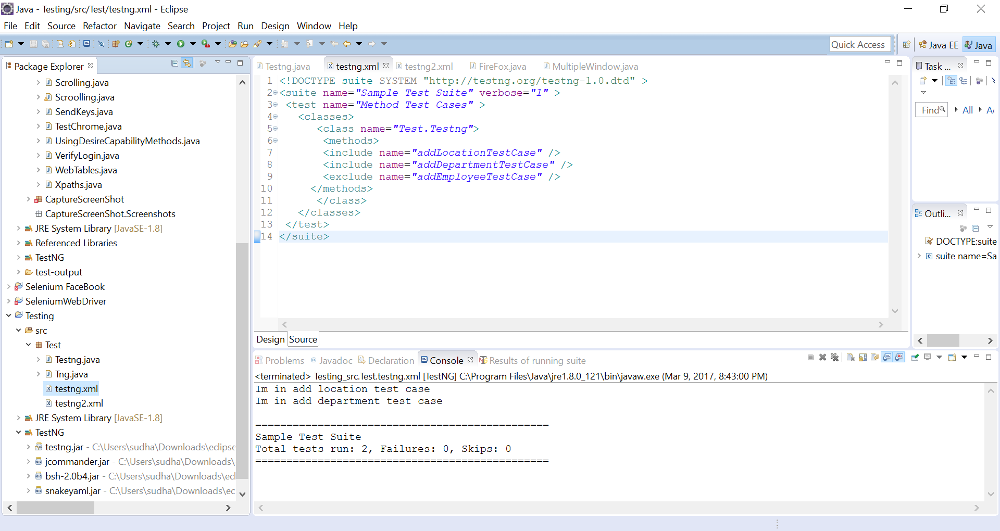 Java - Testing/src/Test/testng.xml - Eclipse
File Edit Source Refactor Navigate Search Project Run Design Window Help
Quick Access
Java EE
Java
Package Explorer
Scrolling.java
Scroolling.java
SendKeys.java
TestChrome.java
UsingDesireCapabilityMethods.java
VerifyLogin.java
WebTables.java
Xpaths.java
CaptureScreenShot
CaptureScreenShot.Screenshots
JRE System Library [JavaSE-1.8]
Referenced Libraries
TestNG
test-output
Selenium FaceBook
SeleniumWebDriver
Testing
src
Test
Testng.java
Tng.java
testng.xml
testng2.xml
JRE System Library [JavaSE-1.8]
TestNG
testng.jar - C:\Users\sudha\Downloads\eclipse
jcommander.jar - C:\Users\sudha\Downloads\
bsh-2.0b4.jar - C:\Users\sudha\Downloads\ecl
snakeyaml.jar - C:\Users\sudha\Downloads\ec
Testng.java testng.xml testng2.xml FireFox.java MultipleWindow.java
1 <!DOCTYPE suite SYSTEM "http://testng.org/testng-1.0.dtd" >
2 <suite name="Sample Test Suite" verbose="1" >
3 <test name="Method Test Cases" >
4 <classes>
5 <class name="Test.Testng">
6 <methods>
7 <include name="addLocationTestCase" />
8 <include name="addDepartmentTestCase" />
9 <exclude name="addEmployeeTestCase" />
10 </methods>
11 </class>
12 </classes>
13 </test>
14 </suite>
Design Source
Task ...
Find All Ac
Outli...
DOCTYPE:suite
suite name=Sa
Problems @ Javadoc Declaration Console Results of running suite
<terminated> Testing_src.Test.testng.xml [TestNG] C:\Program Files\Java\jre1.8.0_121\bin\javaw.exe (Mar 9, 2017, 8:43:00 PM)
Im in add location test case
Im in add department test case
===============================================
Sample Test Suite
Total tests run: 2, Failures: 0, Skips: 0
===============================================